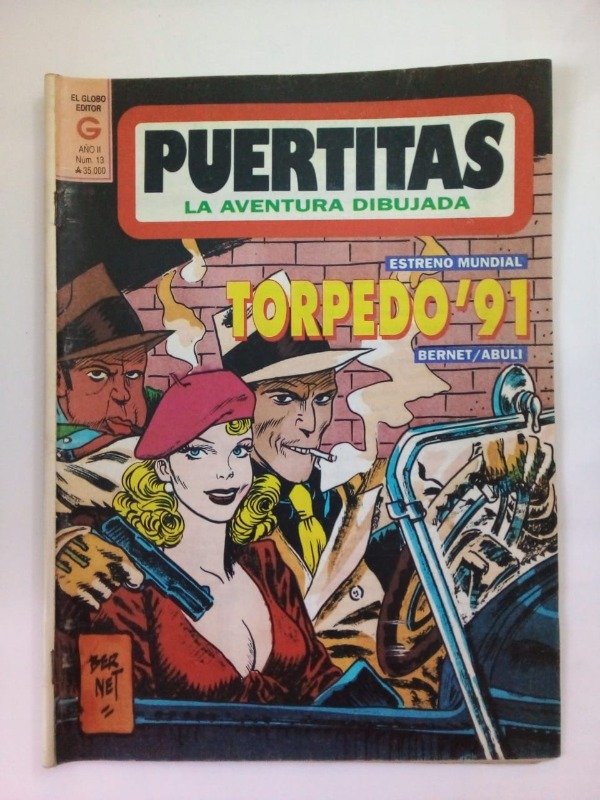 EL GLOBO
EDITOR
G
AÑO II
Núm. 13
₳ 35.000
PUERTITAS
LA AVENTURA DIBUJADA
ESTRENO MUNDIAL
TORPEDO '91
BERNET/ABULI
BER
NET